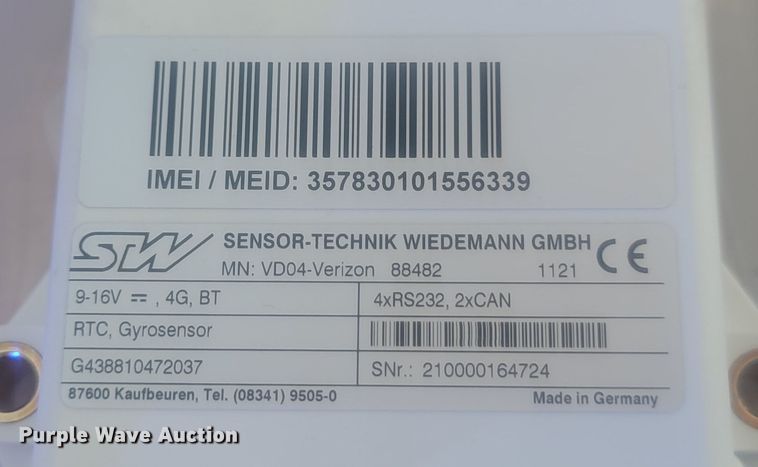 IMEI / MEID: 357830101556339
STW SENSOR-TECHNIK WIEDEMANN GMBH CE
MN: VD04-Verizon 88482 1121
9-16V ⎓ , 4G, BT 4xRS232, 2xCAN
RTC, Gyrosensor
G438810472037 SNr.: 210000164724
87600 Kaufbeuren, Tel. (08341) 9505-0 Made in Germany
Purple Wave Auction